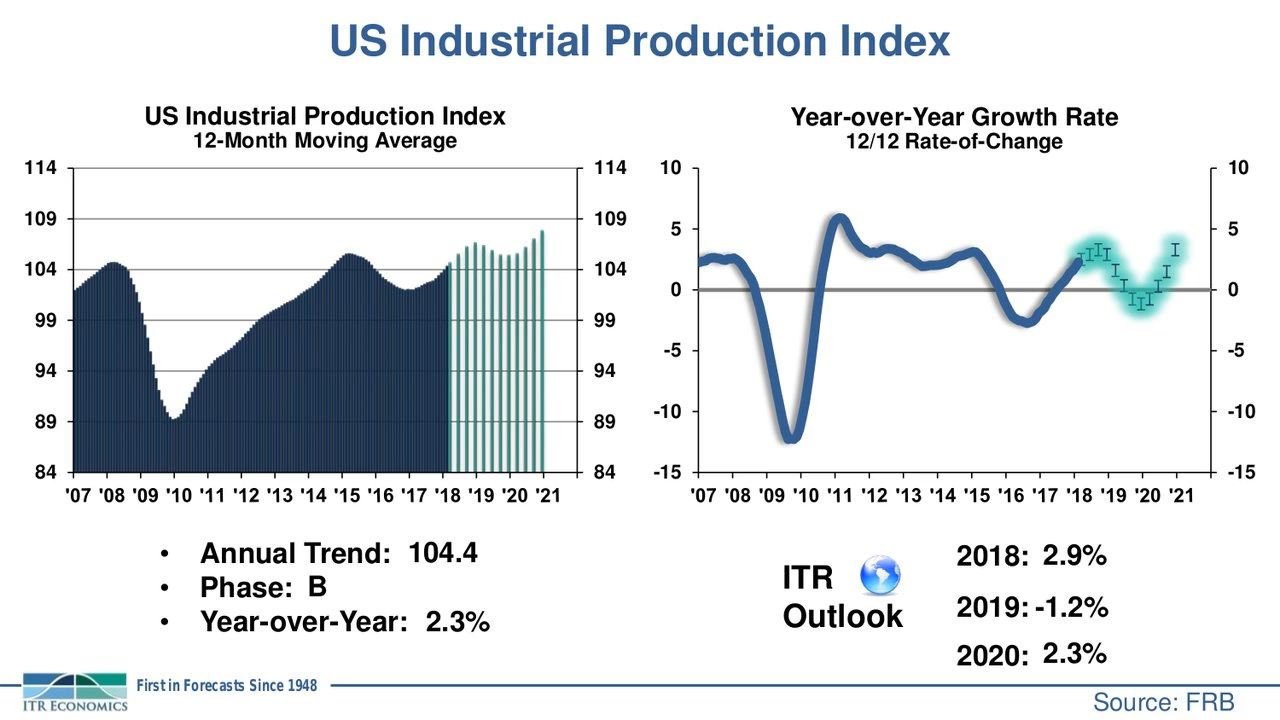 US Industrial Production Index
US Industrial Production Index
12-Month Moving Average
114
109
104
99
94
89
84
114
109
104
99
94
89
84
'07 '08 '09 '10 '11 '12 '13 '14 '15 '16 '17 '18 '19 '20 '21
Year-over-Year Growth Rate
12/12 Rate-of-Change
10
5
0
-5
-10
-15
10
5
0
-5
-10
-15
'07 '08 '09 '10 '11 '12 '13 '14 '15 '16 '17 '18 '19 '20 '21
• Annual Trend: 104.4
• Phase: B
• Year-over-Year: 2.3%
ITR
Outlook
2018: 2.9%
2019: -1.2%
2020: 2.3%
ITR ECONOMICS
First in Forecasts Since 1948
Source: FRB